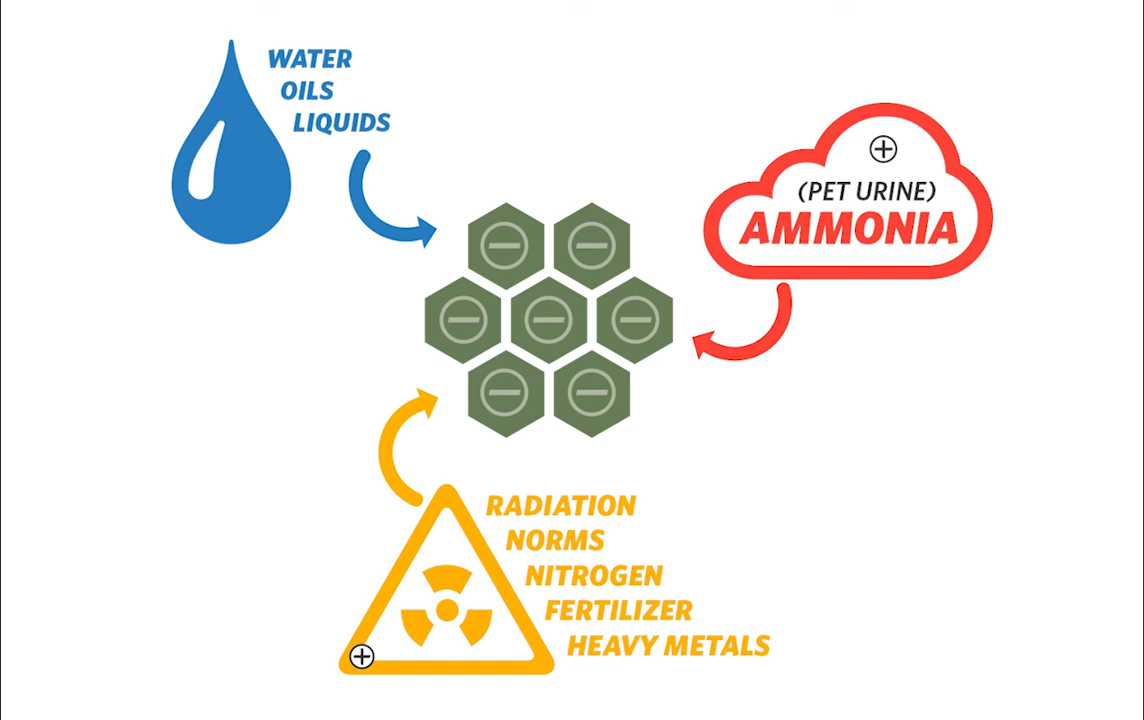 WATER
OILS
LIQUIDS
(PET URINE)
AMMONIA
RADIATION
NORMS
NITROGEN
FERTILIZER
HEAVY METALS